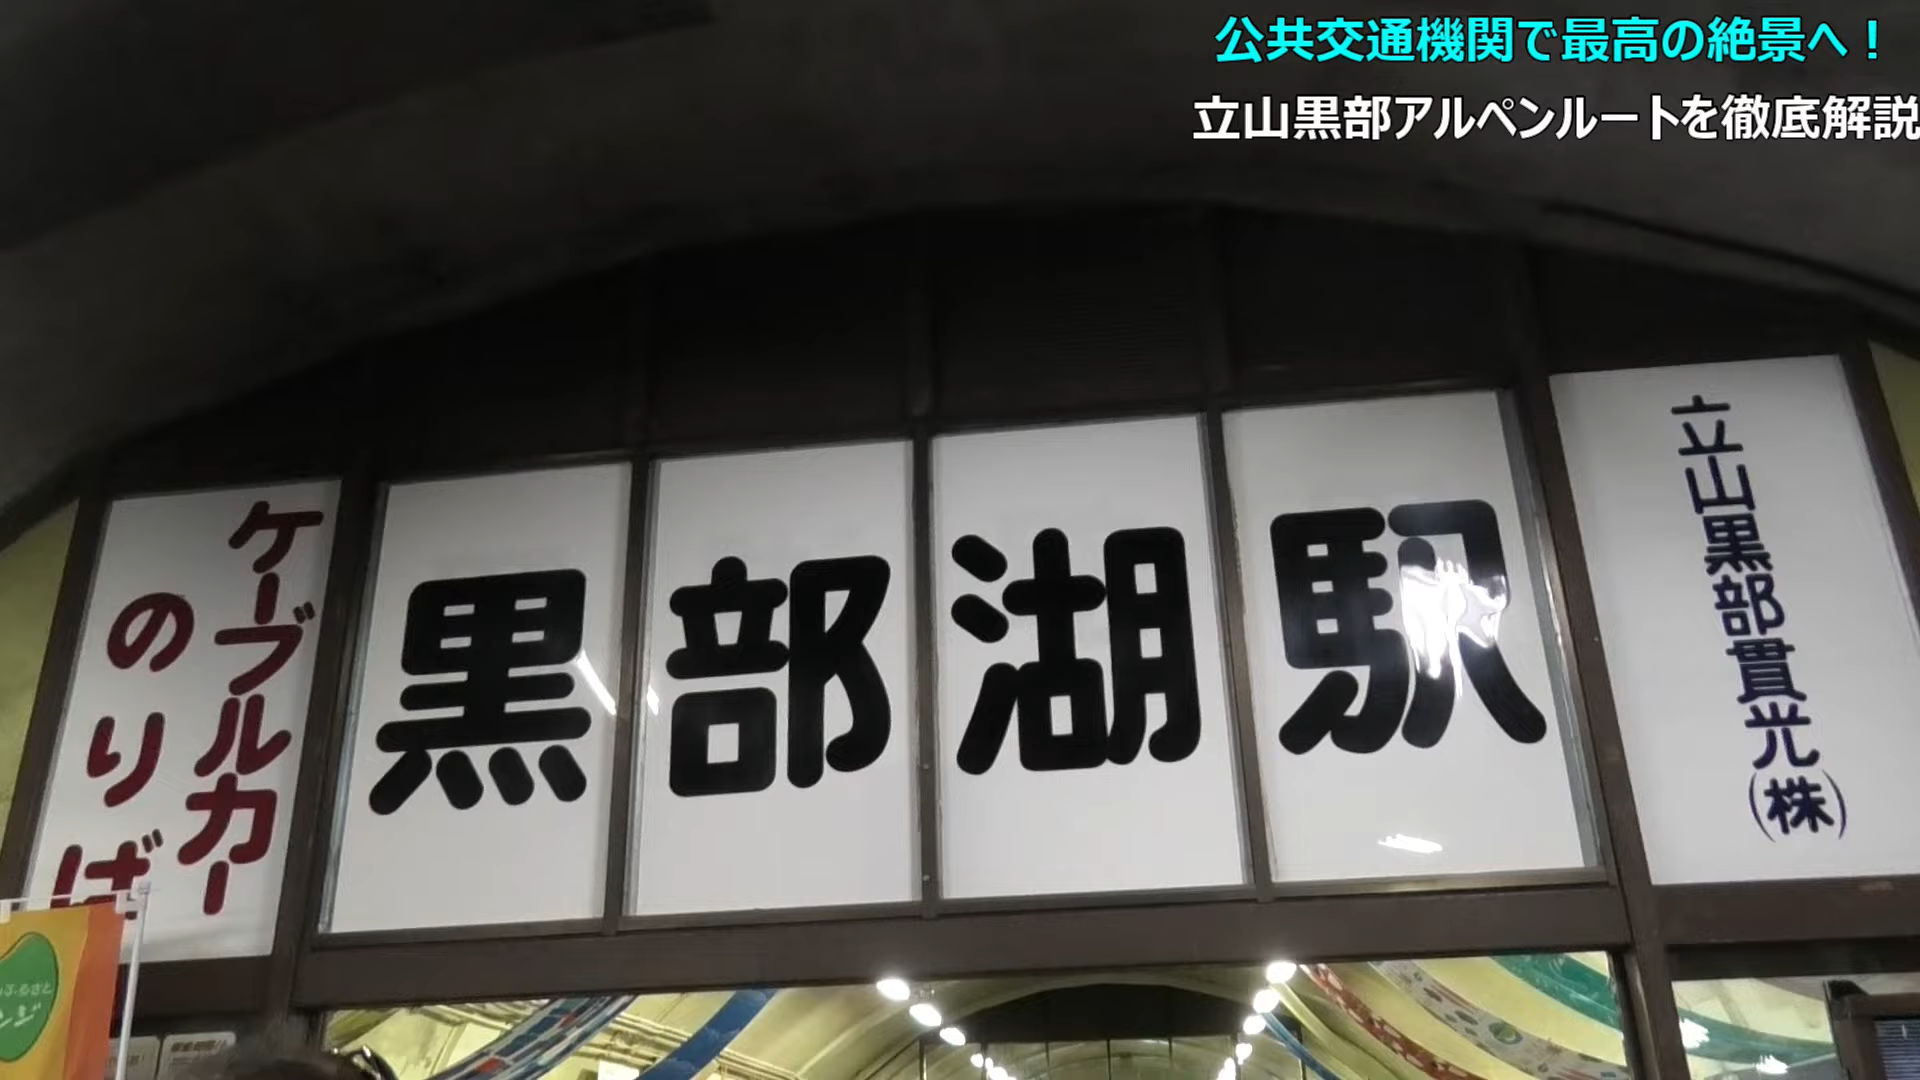 公共交通機関で最高の絶景へ！
立山黒部アルペンルートを徹底解説
ケーブルカー
のりば
黒部湖駅
立山黒部貫光(株)